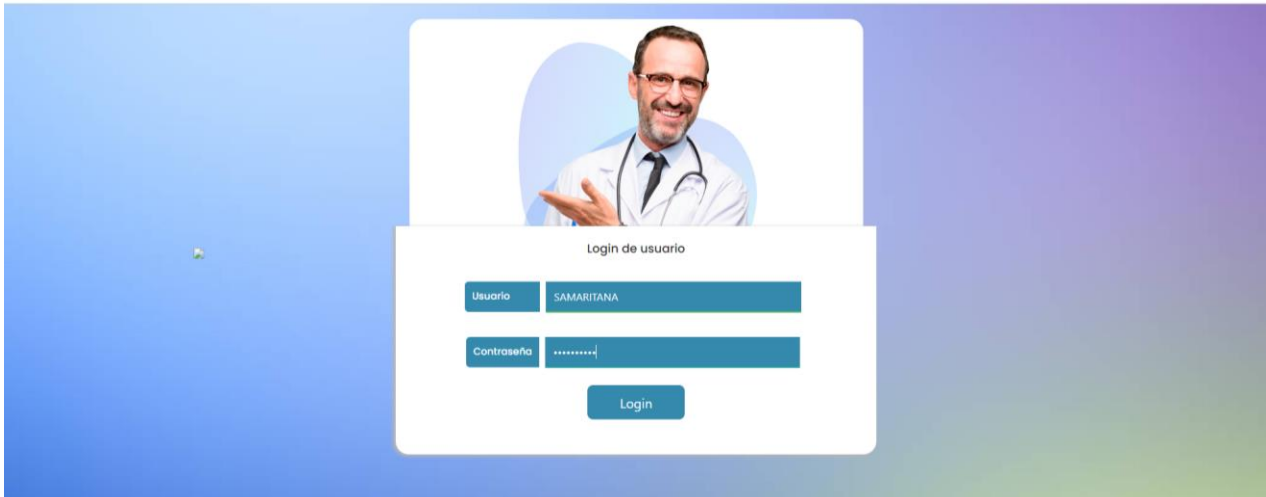 Login de usuario
Usuario SAMARITANA
Contraseña ••••••••••
Login